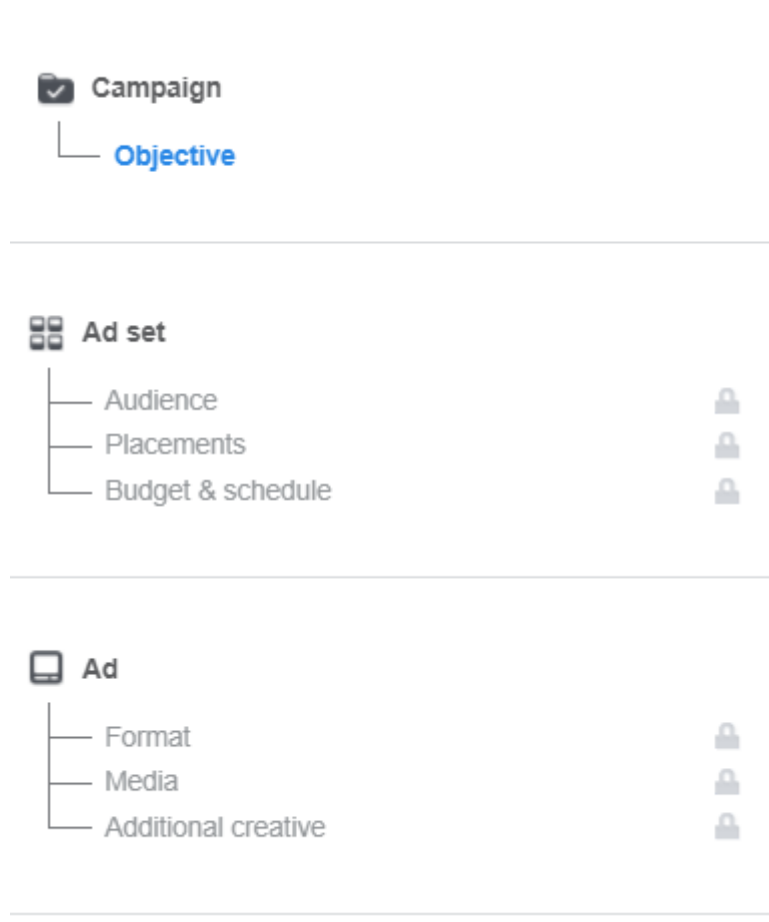 Campaign
Objective
Ad set
Audience
Placements
Budget & schedule
Ad
Format
Media
Additional creative